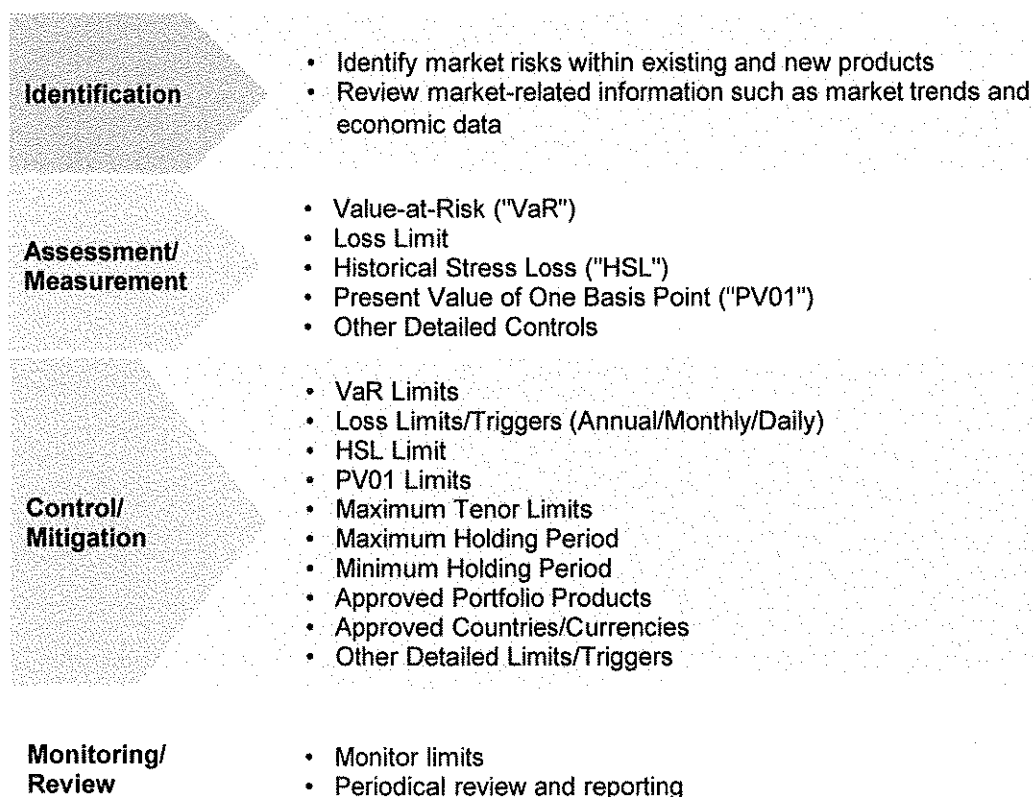 Identification
• Identify market risks within existing and new products
• Review market-related information such as market trends and
economic data
Assessment/
Measurement
• Value-at-Risk ("VaR")
• Loss Limit
• Historical Stress Loss ("HSL")
• Present Value of One Basis Point ("PV01")
• Other Detailed Controls
Control/
Mitigation
• VaR Limits
• Loss Limits/Triggers (Annual/Monthly/Daily)
• HSL Limit
• PV01 Limits
• Maximum Tenor Limits
• Maximum Holding Period
• Minimum Holding Period
• Approved Portfolio Products
• Approved Countries/Currencies
• Other Detailed Limits/Triggers
Monitoring/
Review
• Monitor limits
• Periodical review and reporting